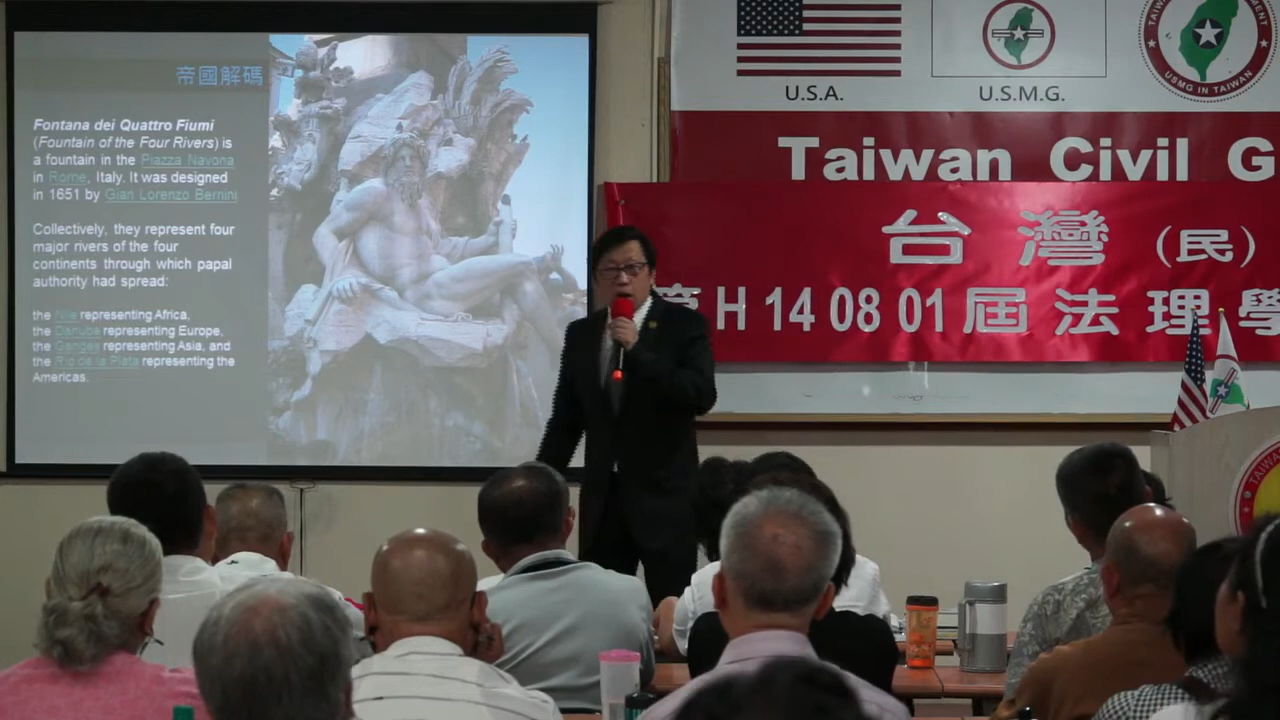 帝國解碼
Fontana dei Quattro Fiumi
(Fountain of the Four Rivers) is
a fountain in the Piazza Navona
in Rome, Italy. It was designed
in 1651 by Gian Lorenzo Bernini
Collectively, they represent four
major rivers of the four
continents through which papal
authority had spread:
the Nile representing Africa,
the Danube representing Europe,
the Ganges representing Asia, and
the Rio de la Plata representing the
Americas.
U.S.A.
U.S.M.G.
USMG IN TAIWAN
Taiwan Civil G
台灣(民)
H 14 08 01 屆法理學